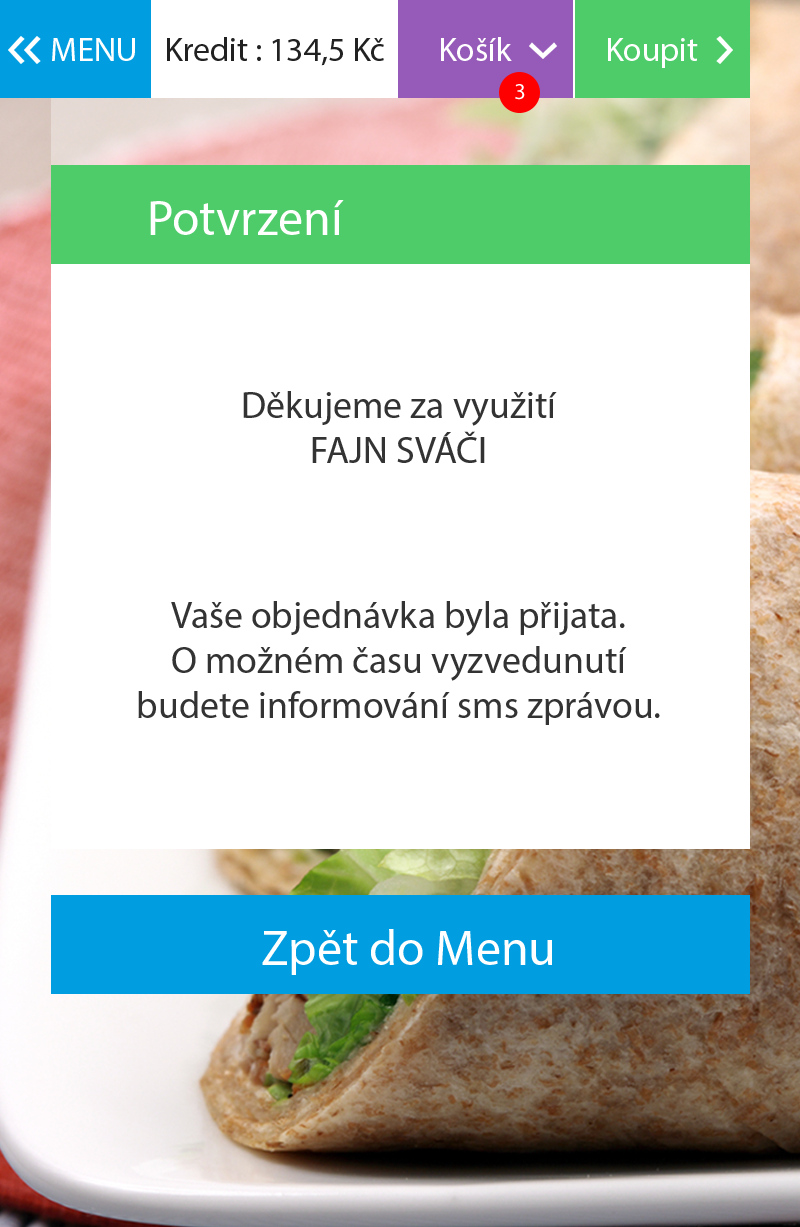 MENU
Kredit : 134,5 Kč
Košík
Koupit
3
Potvrzení
Děkujeme za využití
FAJN SVÁČI
Vaše objednávka byla přijata.
O možném času vyzvedunutí
budete informování sms zprávou.
Zpět do Menu